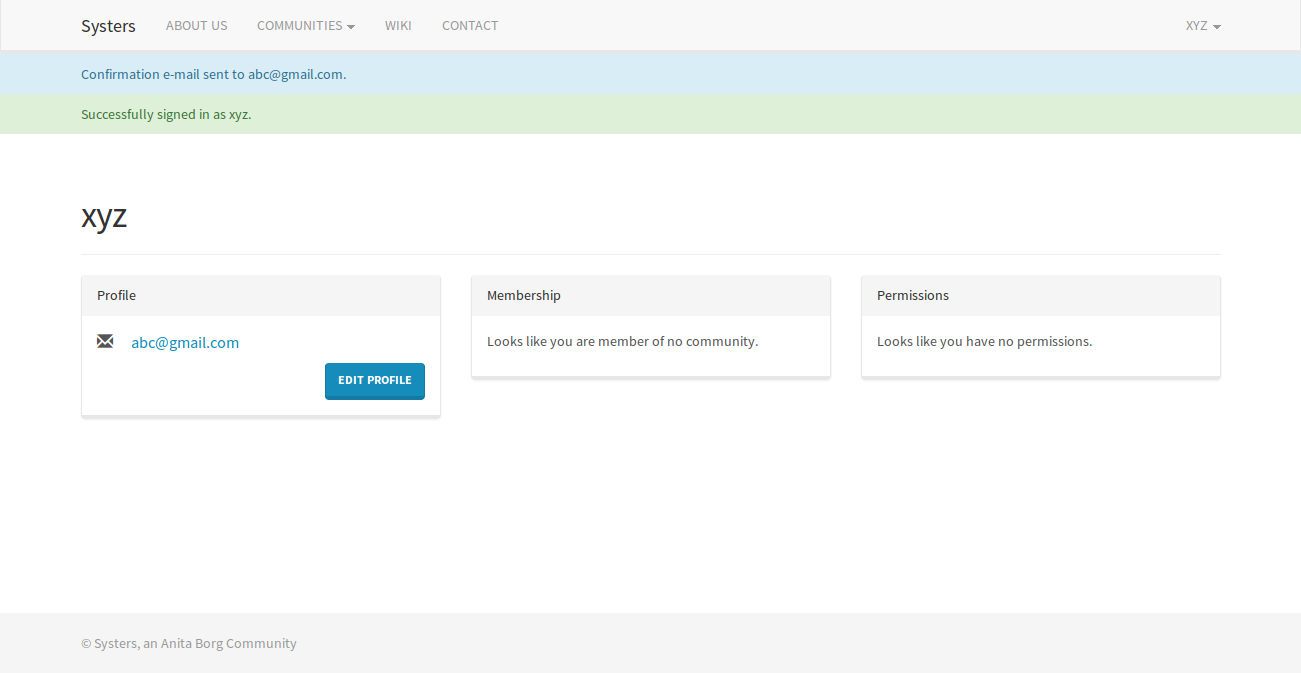 Systers ABOUT US COMMUNITIES WIKI CONTACT XYZ
Confirmation e-mail sent to abc@gmail.com.
Successfully signed in as xyz.
xyz
Profile
abc@gmail.com
EDIT PROFILE
Membership
Looks like you are member of no community.
Permissions
Looks like you have no permissions.
© Systers, an Anita Borg Community